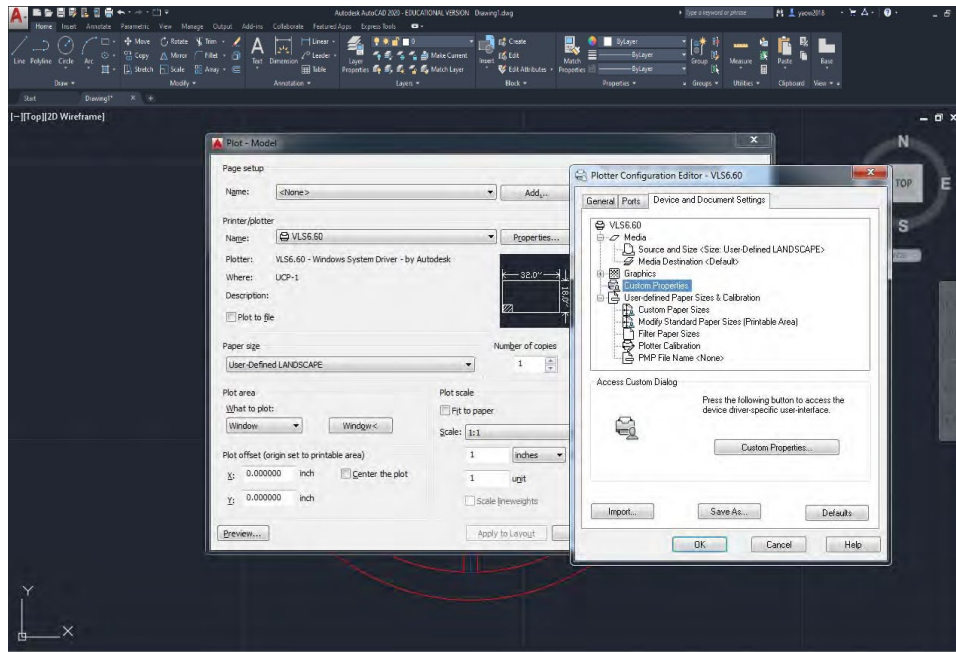 Autodesk AutoCAD 2020 - EDUCATIONAL VERSION Drawing1.dwg
Type a keyword or phrase
yaow2018
Home Insert Annotate Parametric View Manage Output Add-ins Collaborate Featured Apps Express Tools
Move Rotate Trim
Linear
Create
ByLayer
Copy Mirror Fillet
Leader
Make Current
Edit
ByLayer
Stretch Scale Array
Table
Match Layer
Edit Attributes
ByLayer
Line Polyline Circle Arc
Text Dimension
Layer Properties
Insert
Match Properties
Group
Measure
Paste
Base
Draw Modify Annotation Layers Block Properties Groups Utilities Clipboard View
Start Drawing1*
[−][Top][2D Wireframe]
N
TOP
E
S
Plot - Model
Page setup
Name: <None> Add...
Printer/plotter
Name: VLS6.60 Properties...
Plotter: VLS6.60 - Windows System Driver - by Autodesk
Where: UCP-1
Description:
Plot to file
32.0''
18.0''
Paper size
Number of copies
User-Defined LANDSCAPE
1
Plot area
What to plot:
Window Window<
Plot scale
Fit to paper
Scale: 1:1
Plot offset (origin set to printable area)
1 inches
X: 0.000000 inch Center the plot
1 unit
Y: 0.000000 inch
Scale lineweights
Preview...
Apply to Layout
Plotter Configuration Editor - VLS6.60
General Ports Device and Document Settings
VLS6.60
Media
Source and Size <Size: User-Defined LANDSCAPE>
Media Destination <Default>
Graphics
Custom Properties
User-defined Paper Sizes & Calibration
Custom Paper Sizes
Modify Standard Paper Sizes (Printable Area)
Filter Paper Sizes
Plotter Calibration
PMP File Name <None>
Access Custom Dialog
Press the following button to access the
device driver-specific user-interface.
Custom Properties...
Import... Save As... Defaults
OK Cancel Help
Y
X